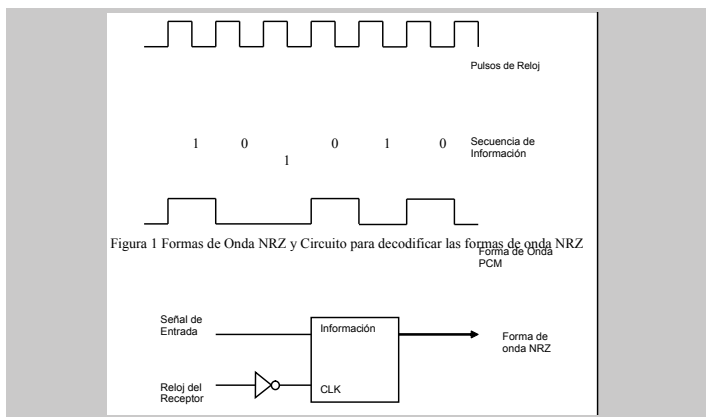 Pulsos de Reloj
1 0 0 1 0
1
Secuencia de
Información
Figura 1 Formas de Onda NRZ y Circuito para decodificar las formas de onda NRZ
Forma de Onda
PCM
Señal de
Entrada
Información
Forma de
onda NRZ
Reloj del
Receptor
CLK